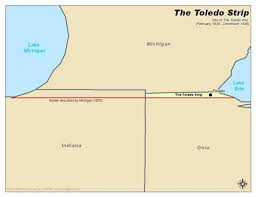 The Toledo Strip
Site of The Toledo War
(February 1835 - December 1836)
Michigan
Lake
Michigan
Lake
Erie
Toledo
The Toledo Strip
Border described by Michigan (1835)
Indiana
Ohio